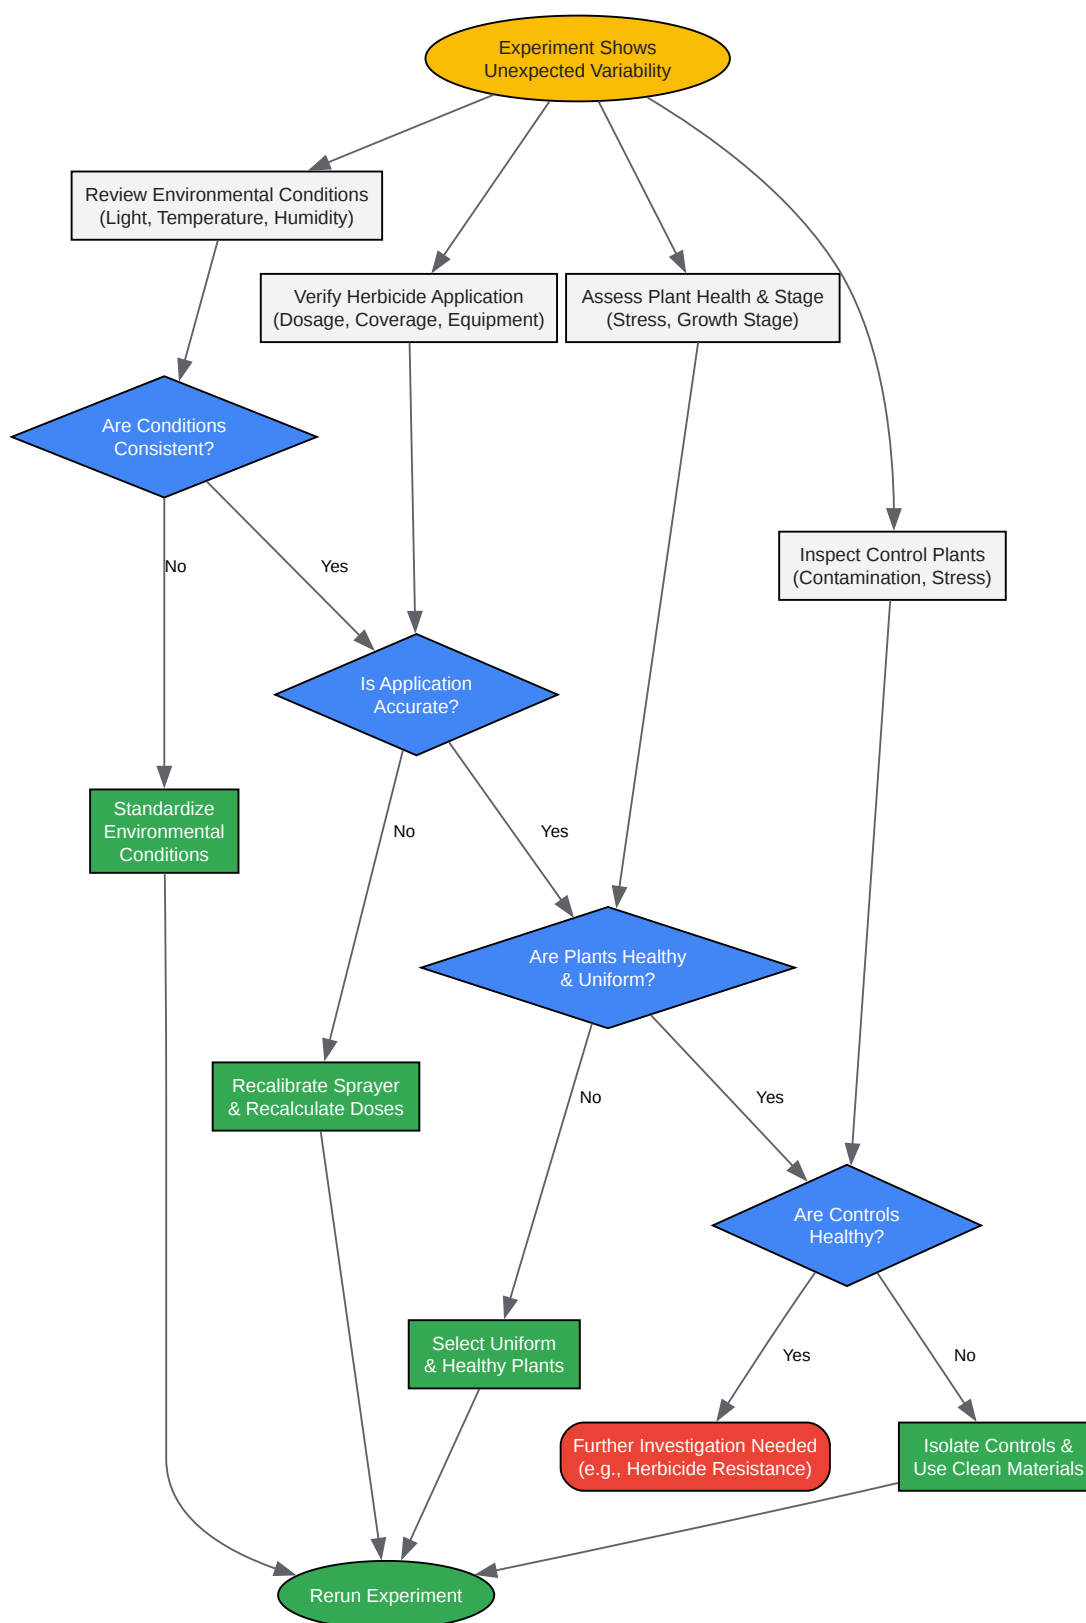 Experiment Shows
Unexpected Variability
Review Environmental Conditions
(Light, Temperature, Humidity)
Verify Herbicide Application
(Dosage, Coverage, Equipment)
Assess Plant Health & Stage
(Stress, Growth Stage)
Are Conditions
Consistent?
Inspect Control Plants
(Contamination, Stress)
No
Yes
Is Application
Accurate?
Standardize
Environmental
Conditions
No
Yes
Are Plants Healthy
& Uniform?
Recalibrate Sprayer
& Recalculate Doses
No
Yes
Are Controls
Healthy?
Select Uniform
& Healthy Plants
Yes
No
Further Investigation Needed
(e.g., Herbicide Resistance)
Isolate Controls &
Use Clean Materials
Rerun Experiment